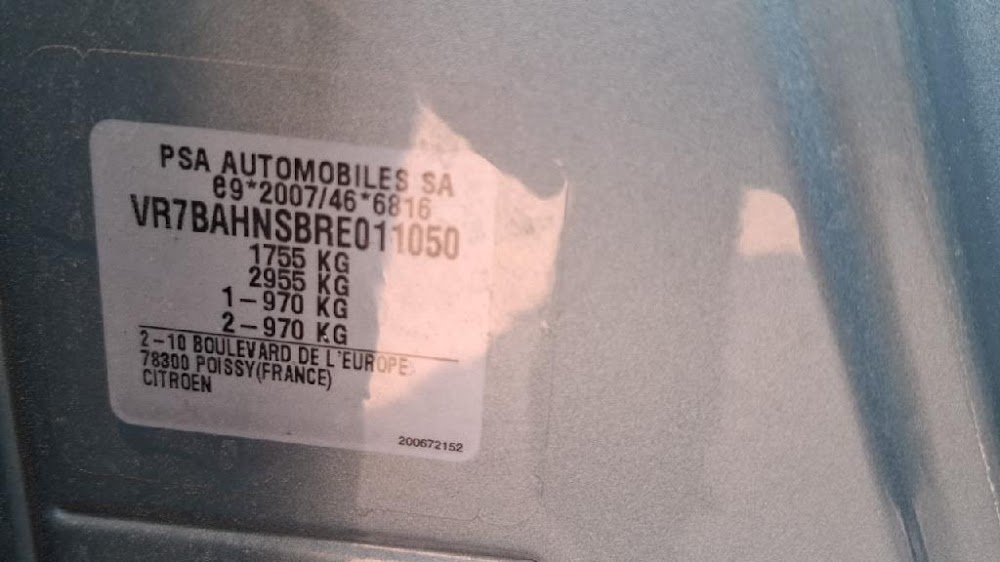 PSA AUTOMOBILES SA
e9*2007/46*6816
VR7BAHNSBRE011050
1755 KG
2955 KG
1-970 KG
2-970 KG
2-10 BOULEVARD DE L'EUROPE
78300 POISSY(FRANCE)
CITROEN
200672152